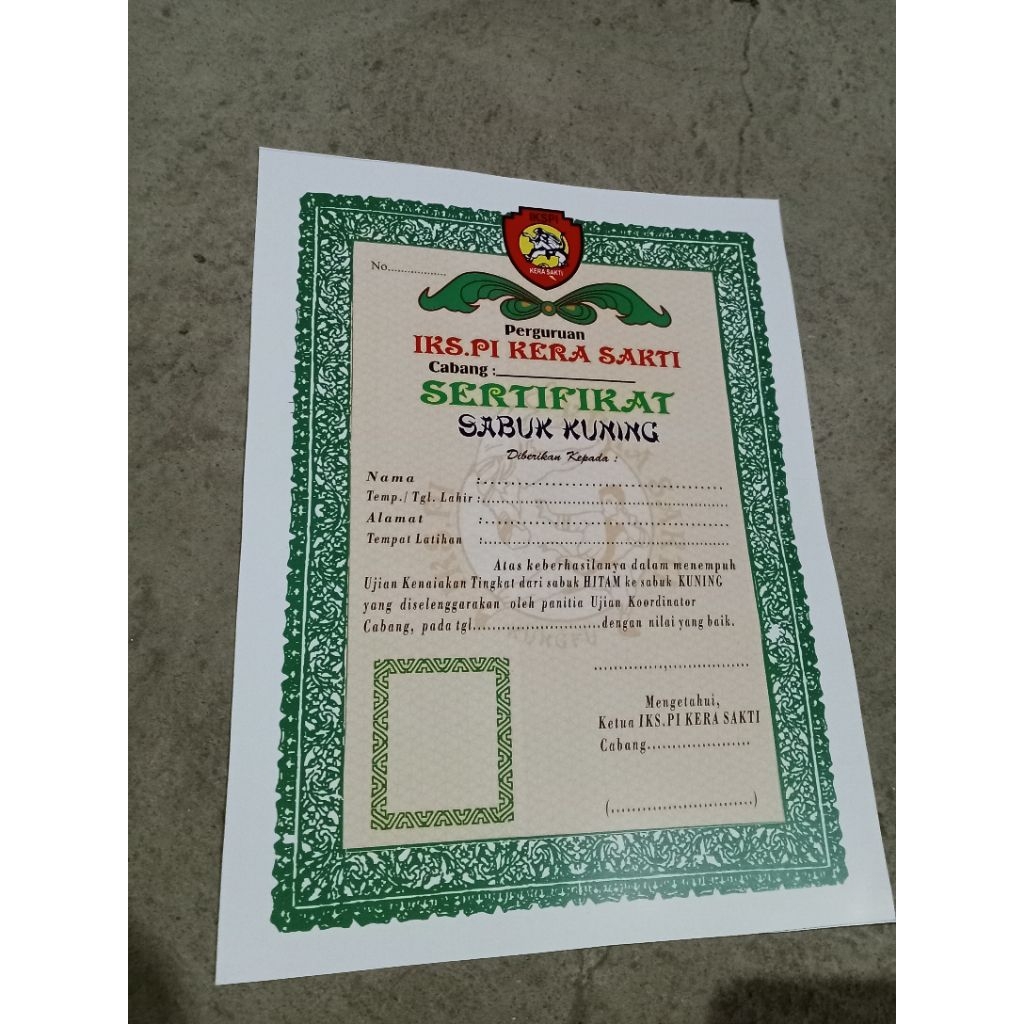 IKSPI
KERA SAKTI
No..................
Perguruan
IKS.PI KERA SAKTI
Cabang :____________________
SERTIFIKAT
SABUK KUNING
Diberikan Kepada :
Nama :.....................................
Temp./ Tgl. Lahir :.....................................
Alamat :.....................................
Tempat Latihan :.....................................
Atas keberhasilanya dalam menempuh
Ujian Kenaiakan Tingkat dari sabuk HITAM ke sabuk KUNING
yang diselenggarakan oleh panitia Ujian Koordinator
Cabang, pada tgl...........................dengan nilai yang baik.
KUNGFU
.................................
Mengetahui,
Ketua IKS.PI KERA SAKTI
Cabang......................
(.............................)